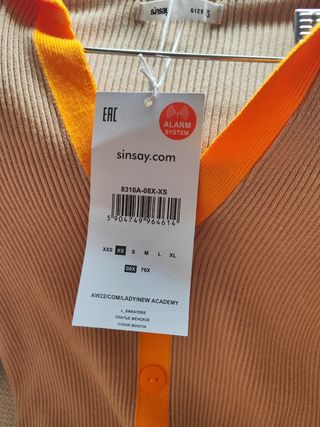 sinsay
SIZE
S
EAC
ALARM
SYSTEM
sinsay.com
8316A-08X-XS
5 904749 964614
XXS XS S M L XL
08X 76X
AW22/COM/LADY/NEW ACADEMY
L_SWEATERS
ПЛАТЬЕ ЖЕНСКОЕ
СУКНЯ ЖІНОЧА